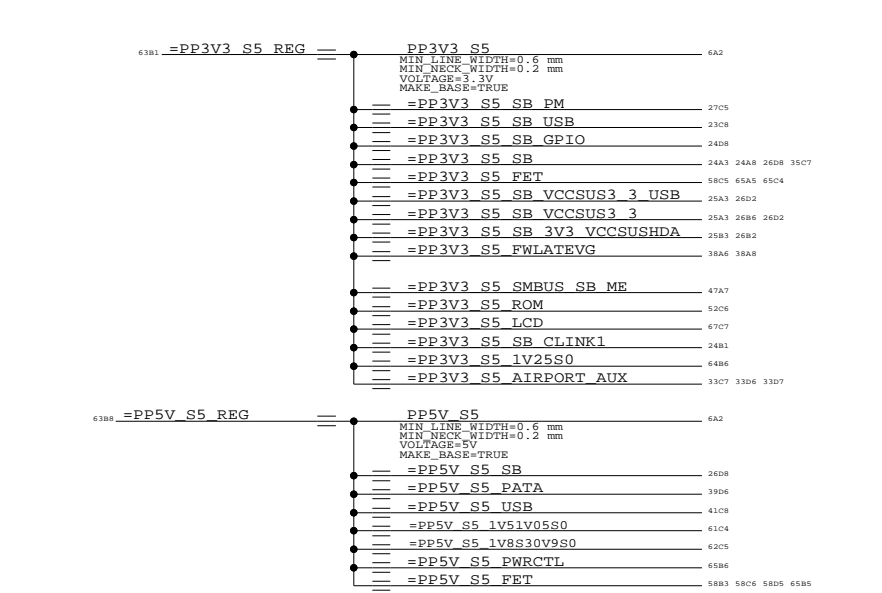 63B1 =PP3V3_S5_REG PP3V3_S5 6A2
MIN_LINE_WIDTH=0.6 mm
MIN_NECK_WIDTH=0.2 mm
VOLTAGE=3.3V
MAKE_BASE=TRUE
=PP3V3_S5_SB_PM 27C5
=PP3V3_S5_SB_USB 23C8
=PP3V3_S5_SB_GPIO 24D8
=PP3V3_S5_SB 24A3 24A8 26D8 35C7
=PP3V3_S5_FET 58C5 65A5 65C4
=PP3V3_S5_SB_VCCSUS3_3_USB 25A3 26D2
=PP3V3_S5_SB_VCCSUS3_3 25A3 26B6 26D2
=PP3V3_S5_SB_3V3_VCCSUSHDA 25B3 26B2
=PP3V3_S5_FWLATEVG 38A6 38A8
=PP3V3_S5_SMBUS_SB_ME 47A7
=PP3V3_S5_ROM 52C6
=PP3V3_S5_LCD 67C7
=PP3V3_S5_SB_CLINK1 24B1
=PP3V3_S5_1V25S0 64B6
=PP3V3_S5_AIRPORT_AUX 33C7 33D6 33D7
63B8 =PP5V_S5_REG PP5V_S5 6A2
MIN_LINE_WIDTH=0.6 mm
MIN_NECK_WIDTH=0.2 mm
VOLTAGE=5V
MAKE_BASE=TRUE
=PP5V_S5_SB 26D8
=PP5V_S5_PATA 39D6
=PP5V_S5_USB 41C8
=PP5V_S5_1V51V05S0 61C4
=PP5V_S5_1V8S30V9S0 62C5
=PP5V_S5_PWRCTL 65B6
=PP5V_S5_FET 58B3 58C6 58D5 65B5